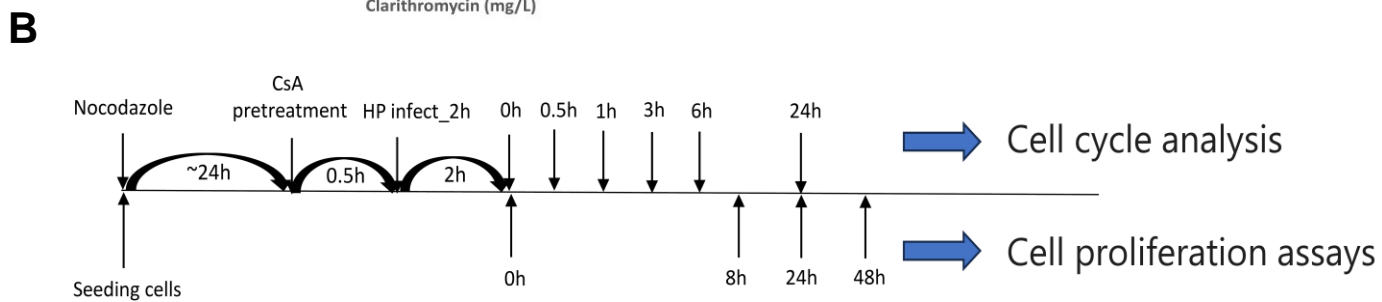 Clarithromycin (mg/L)
B
CsA
Nocodazole pretreatment HP infect_2h 0h 0.5h 1h 3h 6h 24h
~24h 0.5h 2h
Cell cycle analysis
Cell proliferation assays
0h 8h 24h 48h
Seeding cells